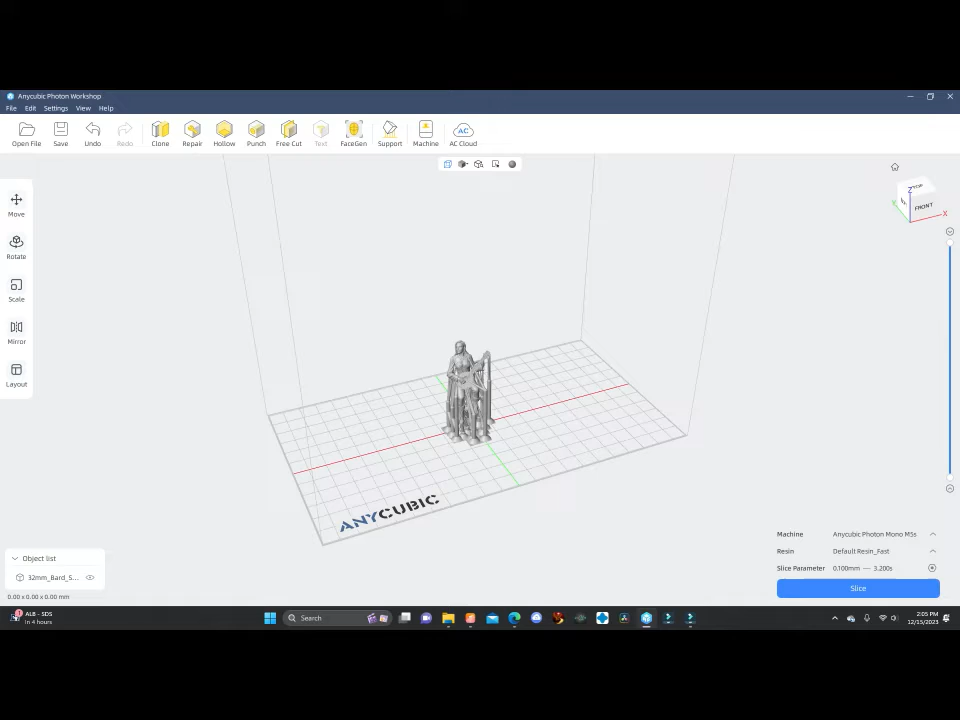 Anycubic Photon Workshop
File Edit Settings View Help
Open File Save Undo Redo Clone Repair Hollow Punch Free Cut Text FaceGen Support Machine AC Cloud
AC
TOP
FRONT
Z
Y
X
Move
Rotate
Scale
Mirror
Layout
ANYCUBIC
Machine Anycubic Photon Mono M5s
Resin Default Resin_Fast
Slice Parameter 0.100mm — 3.200s
Slice
Object list
32mm_Bard_S...
0.00 x 0.00 x 0.00 mm
1
ALB - SDS
In 4 hours
Search
2:05 PM
12/15/2023